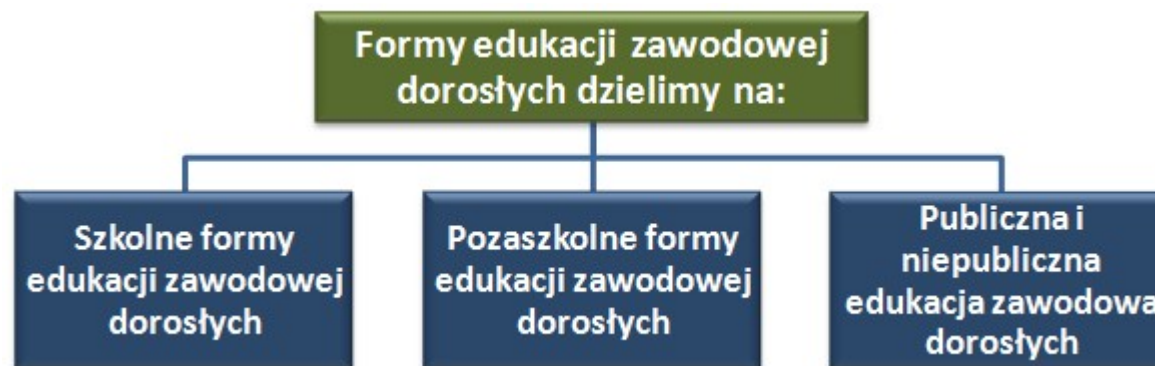 Formy edukacji zawodowej
dorosłych dzielimy na:
Szkolne formy
edukacji zawodowej
dorosłych
Pozaszkolne formy
edukacji zawodowej
dorosłych
Publiczna i
niepubliczna
edukacja zawodowa
dorosłych